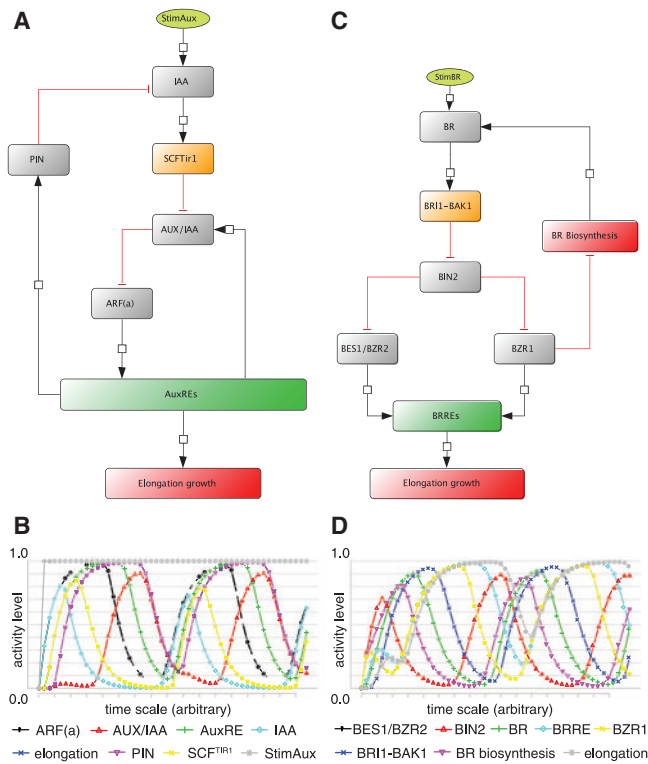 A
StimAux
IAA
PIN
SCFTir1
AUX/IAA
ARF(a)
AuxREs
Elongation growth
C
StimBR
BR
BRI1-BAK1
BR Biosynthesis
BIN2
BES1/BZR2
BZR1
BRREs
Elongation growth
B
1.0
activity level
0.0
time scale (arbitrary)
ARF(a) AUX/IAA AuxRE IAA
elongation PIN SCFTIR1 StimAux
D
1.0
activity level
0.0
time scale (arbitrary)
BES1/BZR2 BIN2 BR BRRE BZR1
BRI1-BAK1 BR biosynthesis elongation